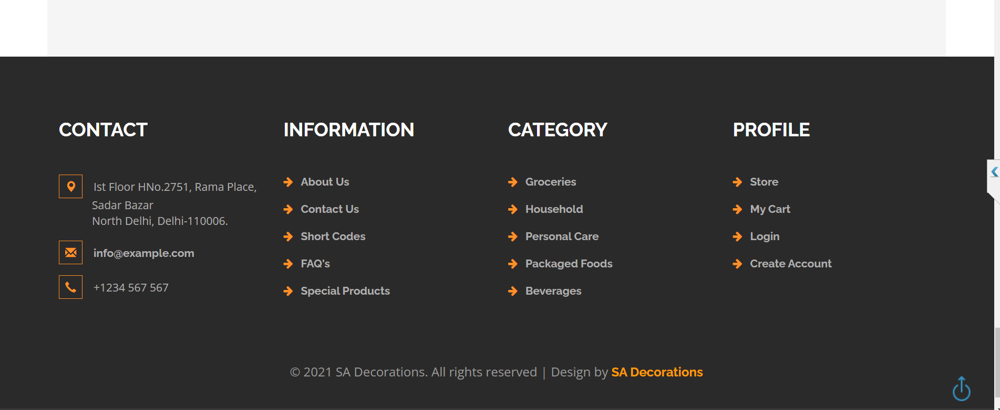 CONTACT
Ist Floor HNo.2751, Rama Place,
Sadar Bazar
North Delhi, Delhi-110006.
info@example.com
+1234 567 567
INFORMATION
About Us
Contact Us
Short Codes
FAQ's
Special Products
CATEGORY
Groceries
Household
Personal Care
Packaged Foods
Beverages
PROFILE
Store
My Cart
Login
Create Account
© 2021 SA Decorations. All rights reserved | Design by SA Decorations